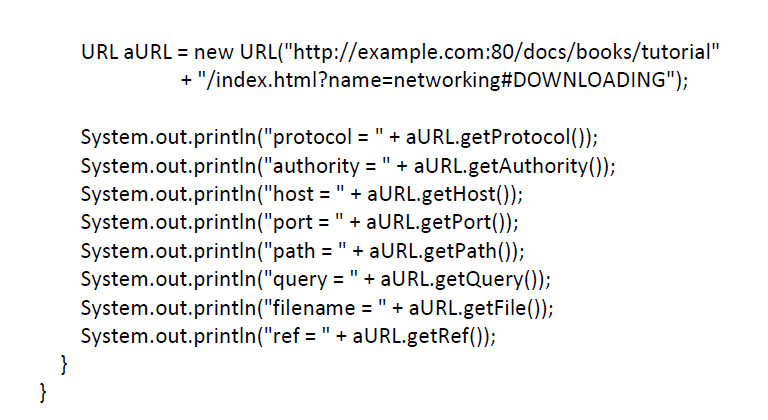 URL aURL = new URL("http://example.com:80/docs/books/tutorial"
+ "/index.html?name=networking#DOWNLOADING");
System.out.println("protocol = " + aURL.getProtocol());
System.out.println("authority = " + aURL.getAuthority());
System.out.println("host = " + aURL.getHost());
System.out.println("port = " + aURL.getPort());
System.out.println("path = " + aURL.getPath());
System.out.println("query = " + aURL.getQuery());
System.out.println("filename = " + aURL.getFile());
System.out.println("ref = " + aURL.getRef());
}
}